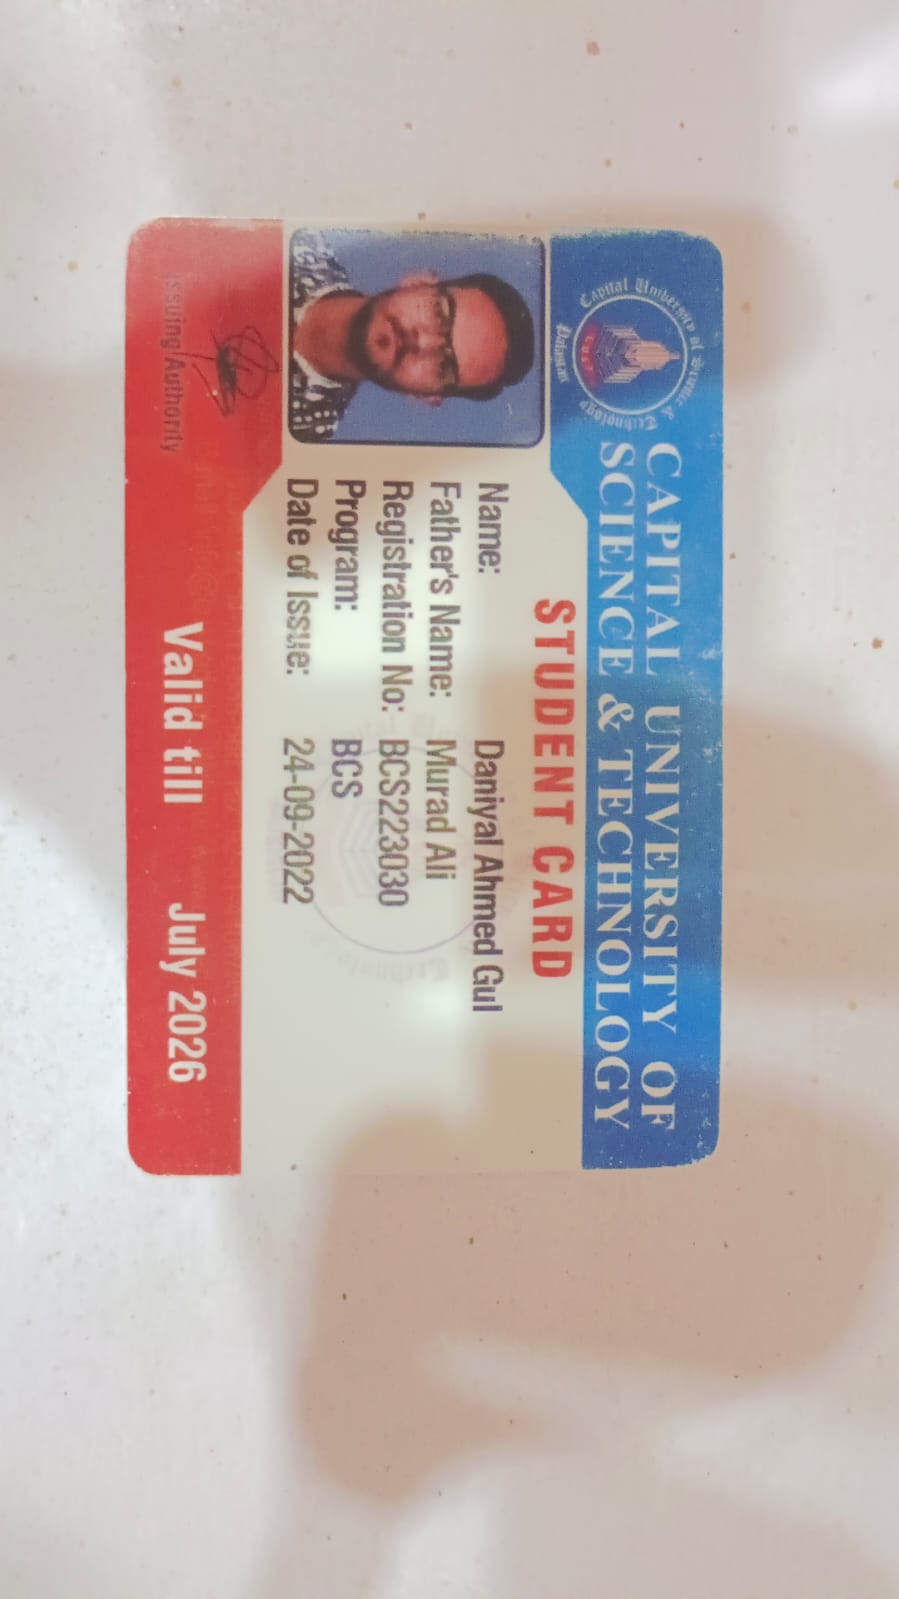 Capital University of Science & Technology
Pakistan
CUST
CAPITAL UNIVERSITY OF
SCIENCE & TECHNOLOGY
STUDENT CARD
Name: Daniyal Ahmed Gul
Father's Name: Murad Ali
Registration No: BCS223030
Program: BCS
Date of Issue: 24-09-2022
Issuing Authority
Valid till July 2026